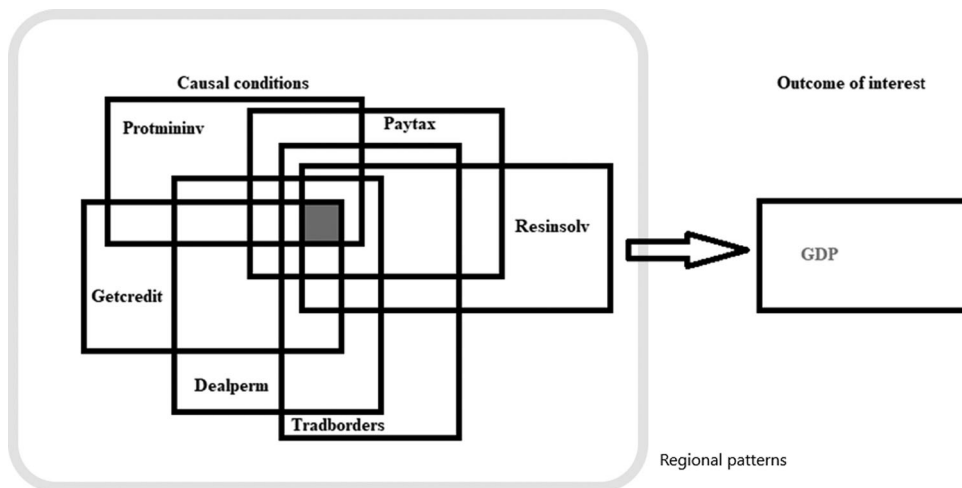 Causal conditions
Outcome of interest
Protmininv
Paytax
Resinsolv
GDP
Getcredit
Dealperm
Tradborders
Regional patterns